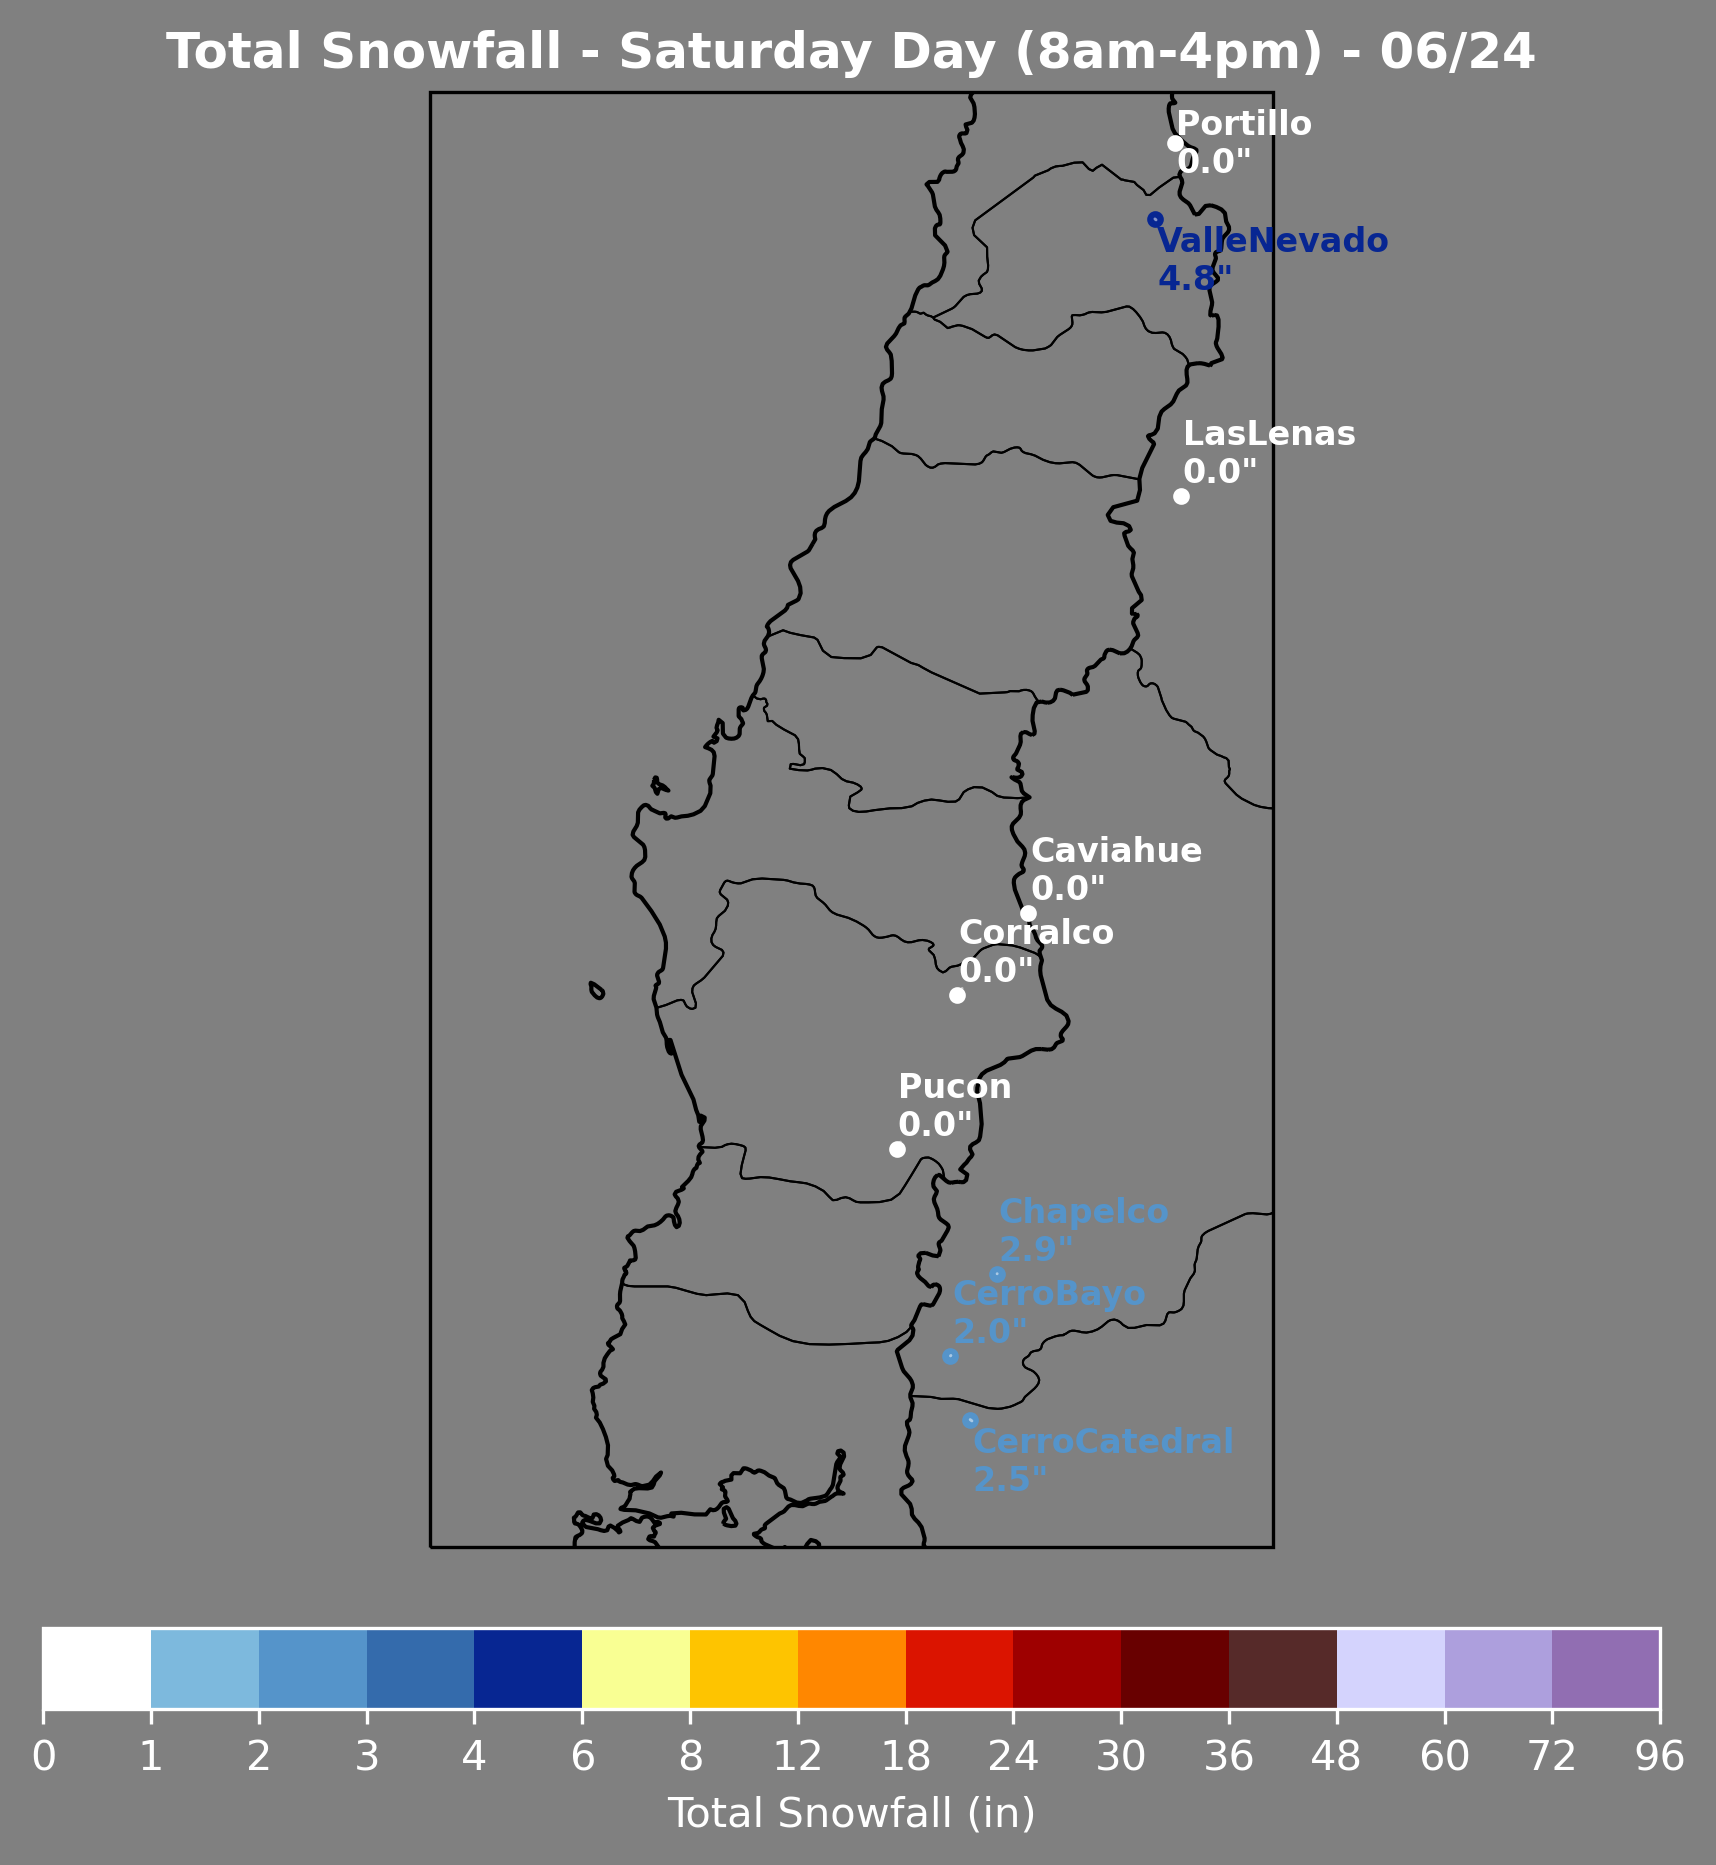 Total Snowfall - Saturday Day (8am-4pm) - 06/24
Portillo
0.0"
ValleNevado
4.8"
LasLenas
0.0"
Caviahue
0.0"
Corralco
0.0"
Pucon
0.0"
Chapelco
2.9"
CerroBayo
2.0"
CerroCatedral
2.5"
0 1 2 3 4 6 8 12 18 24 30 36 48 60 72 96
Total Snowfall (in)